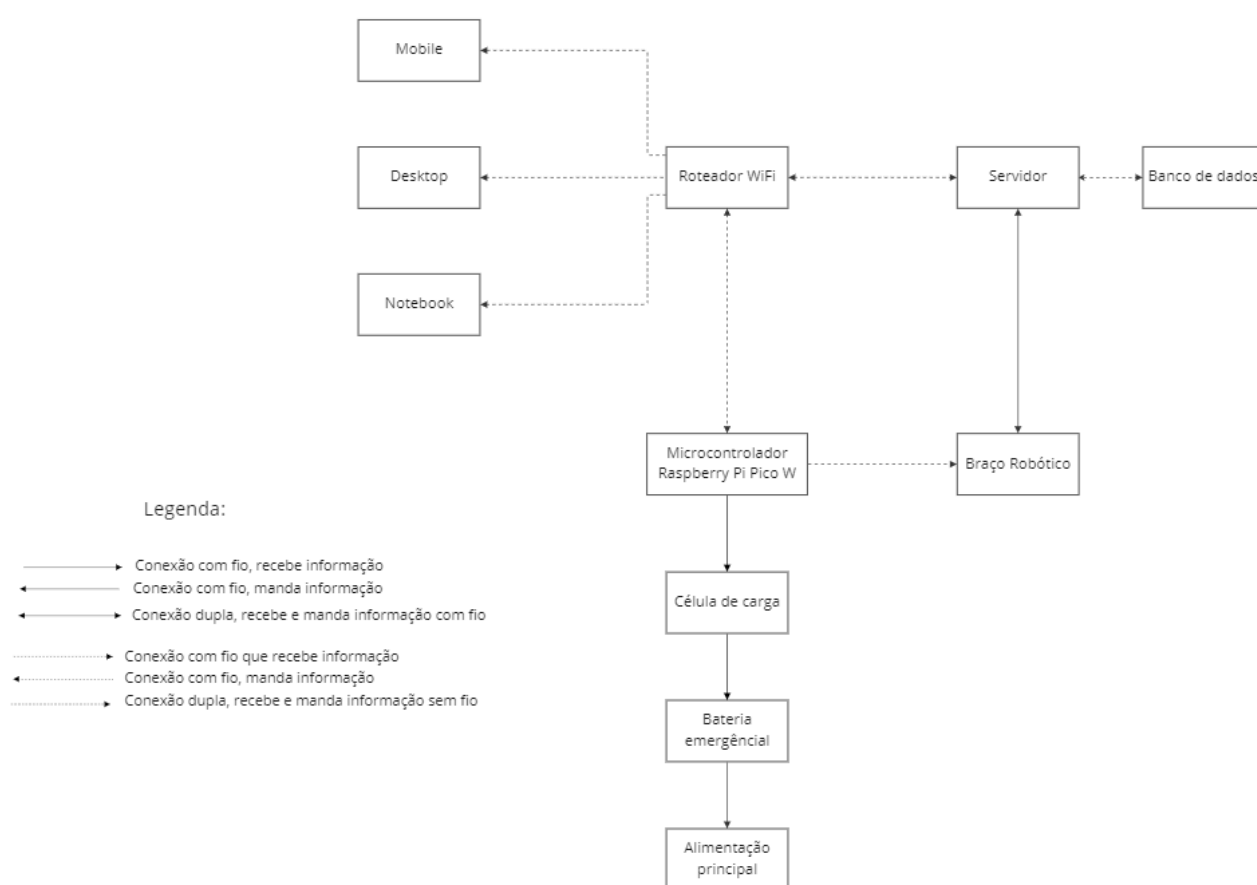 Mobile
Desktop
Roteador WiFi
Servidor
Banco de dados
Notebook
Microcontrolador
Raspberry Pi Pico W
Braço Robótico
Legenda:
Conexão com fio, recebe informação
Conexão com fio, manda informação
Conexão dupla, recebe e manda informação com fio
Conexão com fio que recebe informação
Conexão com fio, manda informação
Conexão dupla, recebe e manda informação sem fio
Célula de carga
Bateria
emergêncial
Alimentação
principal